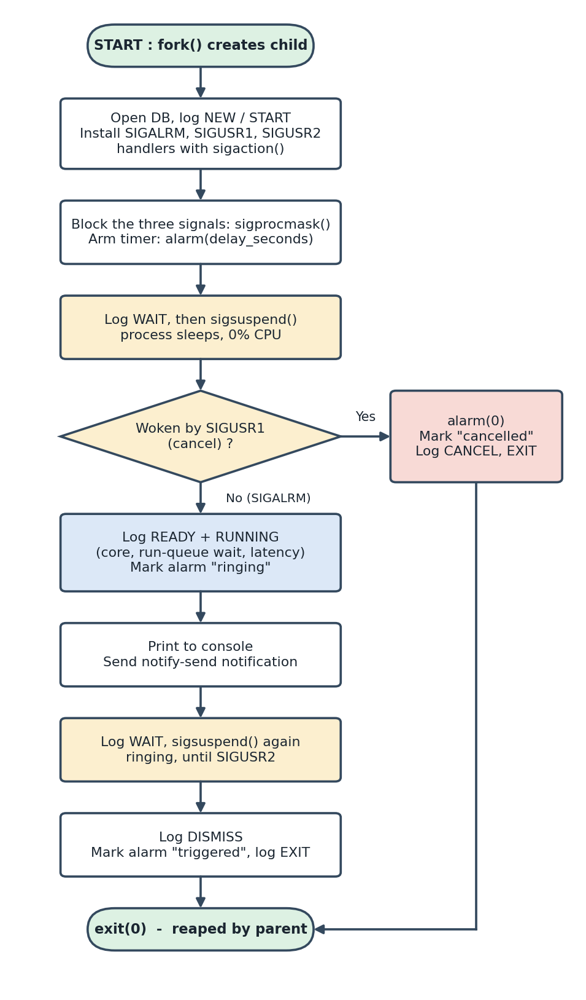 START : fork() creates child
Open DB, log NEW / START
Install SIGALRM, SIGUSR1, SIGUSR2
handlers with sigaction()
Block the three signals: sigprocmask()
Arm timer: alarm(delay_seconds)
Log WAIT, then sigsuspend()
process sleeps, 0% CPU
Woken by SIGUSR1
(cancel) ?
Yes
alarm(0)
Mark "cancelled"
Log CANCEL, EXIT
No (SIGALRM)
Log READY + RUNNING
(core, run-queue wait, latency)
Mark alarm "ringing"
Print to console
Send notify-send notification
Log WAIT, sigsuspend() again
ringing, until SIGUSR2
Log DISMISS
Mark alarm "triggered", log EXIT
exit(0)  -  reaped by parent